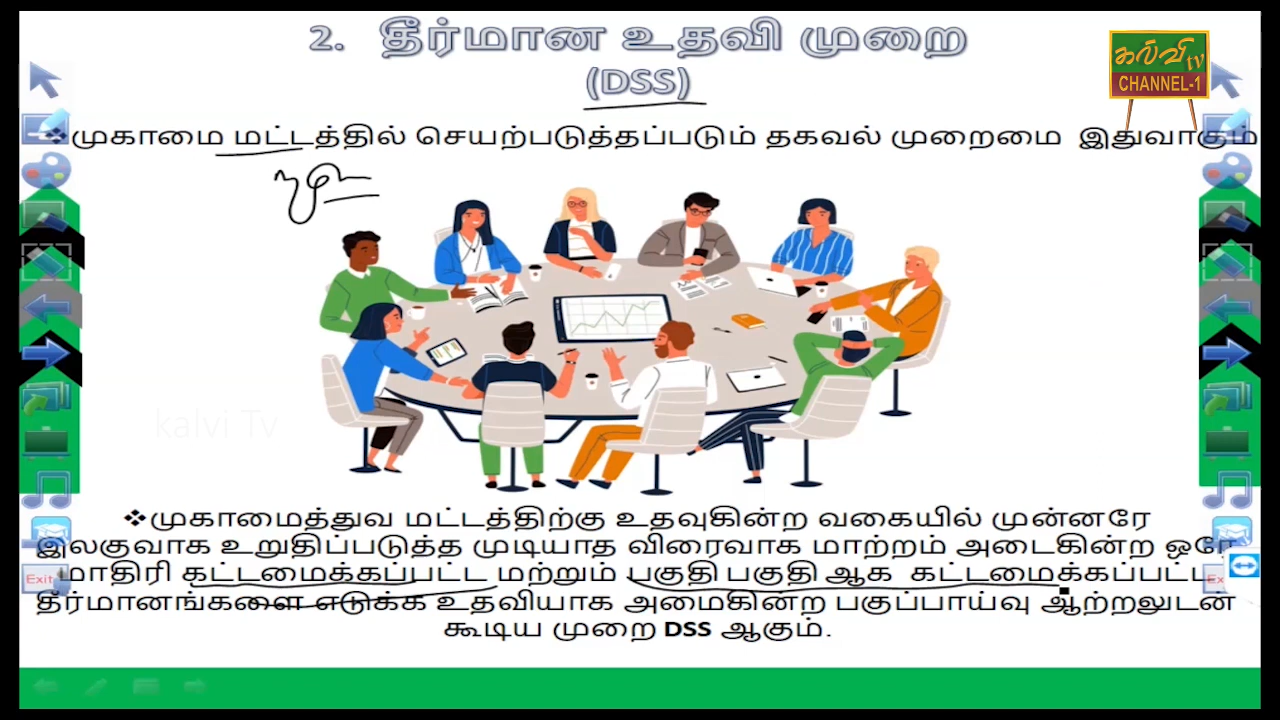 2. தீர்மான உதவி முறை
(DSS)
கல்வி tv
CHANNEL-1
❖முகாமை மட்டத்தில் செயற்படுத்தப்படும் தகவல் முறைமை இதுவாகும்
kalvi Tv
❖முகாமைத்துவ மட்டத்திற்கு உதவுகின்ற வகையில் முன்னரே
இலகுவாக உறுதிப்படுத்த முடியாத விரைவாக மாற்றம் அடைகின்ற ஒரே
மாதிரி கட்டமைக்கப்பட்ட மற்றும் பகுதி பகுதி ஆக கட்டமைக்கப்பட்ட
தீர்மானங்களை எடுக்க உதவியாக அமைகின்ற பகுப்பாய்வு ஆற்றலுடன்
கூடிய முறை DSS ஆகும்.
Exit
Ex